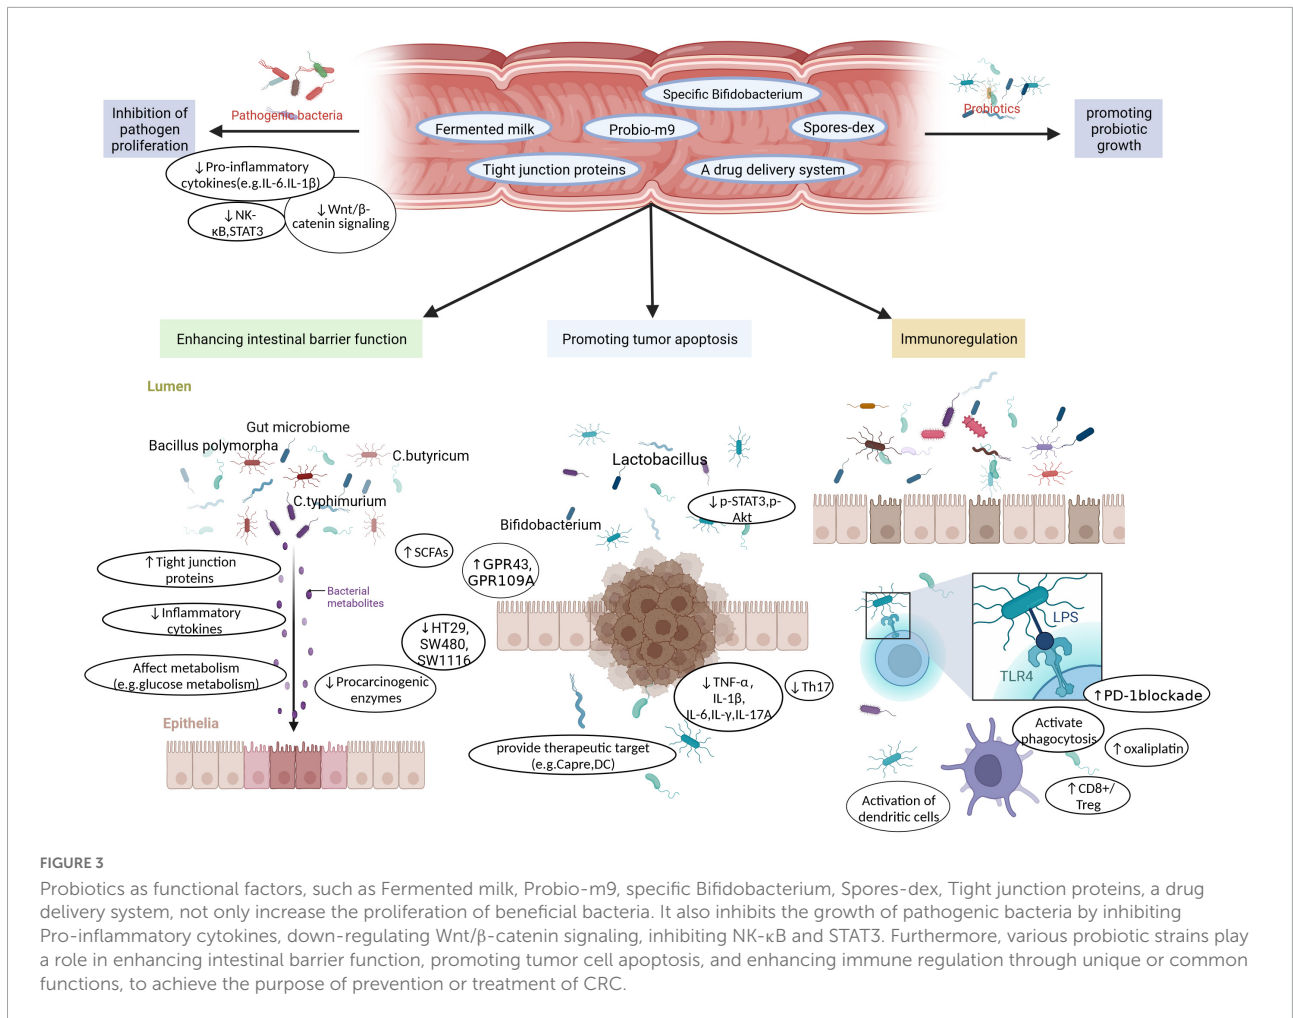 Specific Bifidobacterium
Fermented milk
Probio-m9
Spores-dex
Tight junction proteins
A drug delivery system
Pathogenic bacteria
Inhibition of
pathogen
proliferation
↓Pro-inflammatory
cytokines(e.g.IL-6.IL-1β)
↓NK-
κB,STAT3
↓Wnt/β-
catenin signaling
Probiotics
promoting
probiotic
growth
Enhancing intestinal barrier function
Promoting tumor apoptosis
Immunoregulation
Lumen
Gut microbiome
Bacillus polymorpha
C.butyricum
C.typhimurium
↑Tight junction
proteins
↓Inflammatory
cytokines
Affect metabolism
(e.g.glucose metabolism)
Bacterial
metabolites
↑SCFAs
↓Procarcinogenic
enzymes
Epithelia
Lactobacillus
Bifidobacterium
↓p-STAT3,p-
Akt
↑GPR43,
GPR109A
↓HT29,
SW480,
SW1116
↓TNF-α,
IL-1β,
IL-6,IL-γ,IL-17A
↓Th17
provide therapeutic target
(e.g.Capre,DC)
LPS
TLR4
↑PD-1blockade
Activate
phagocytosis
↑oxaliplatin
↑CD8+/
Treg
Activation of
dendritic cells
FIGURE 3
Probiotics as functional factors, such as Fermented milk, Probio-m9, specific Bifidobacterium, Spores-dex, Tight junction proteins, a drug
delivery system, not only increase the proliferation of beneficial bacteria. It also inhibits the growth of pathogenic bacteria by inhibiting
Pro-inflammatory cytokines, down-regulating Wnt/β-catenin signaling, inhibiting NK-κB and STAT3. Furthermore, various probiotic strains play
a role in enhancing intestinal barrier function, promoting tumor cell apoptosis, and enhancing immune regulation through unique or common
functions, to achieve the purpose of prevention or treatment of CRC.